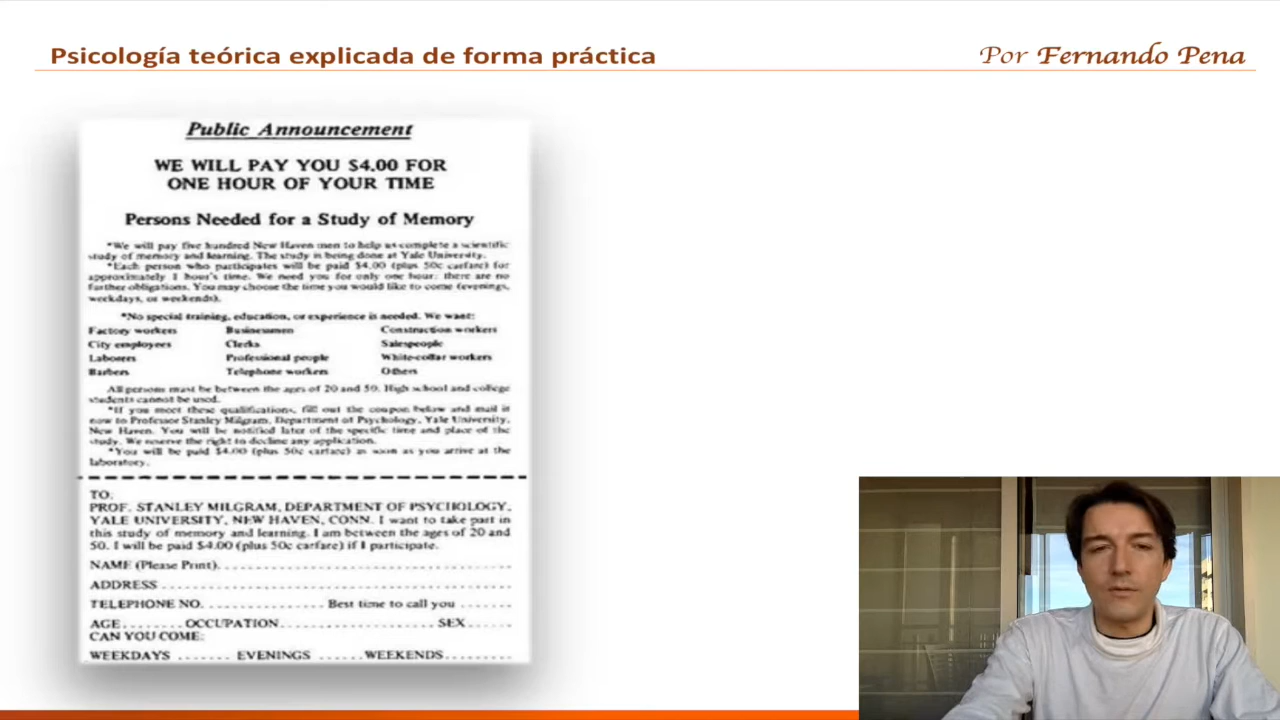 Psicología teórica explicada de forma práctica
Por Fernando Pena
Public Announcement
WE WILL PAY YOU $4.00 FOR
ONE HOUR OF YOUR TIME
Persons Needed for a Study of Memory
*We will pay five hundred New Haven men to help us complete a scientific
study of memory and learning. The study is being done at Yale University.
*Each person who participates will be paid $4.00 (plus 50c carfare) for
approximately 1 hour's time. We need you for only one hour: there are no
further obligations. You may choose the time you would like to come (evenings,
weekdays, or weekends).
*No special training, education, or experience is needed. We want:
Factory workers Businessmen Construction workers
City employees Clerks Salespeople
Laborers Professional people White-collar workers
Barbers Telephone workers Others
All persons must be between the ages of 20 and 50. High school and college
students cannot be used.
*If you meet these qualifications, fill out the coupon below and mail it
now to Professor Stanley Milgram, Department of Psychology, Yale University,
New Haven. You will be notified later of the specific time and place of the
study. We reserve the right to decline any application.
*You will be paid $4.00 (plus 50c carfare) as soon as you arrive at the
laboratory.
TO:
PROF. STANLEY MILGRAM, DEPARTMENT OF PSYCHOLOGY,
YALE UNIVERSITY, NEW HAVEN, CONN. I want to take part in
this study of memory and learning. I am between the ages of 20 and
50. I will be paid $4.00 (plus 50c carfare) if I participate.
NAME (Please Print)
ADDRESS
TELEPHONE NO. Best time to call you
AGE OCCUPATION SEX
CAN YOU COME:
WEEKDAYS EVENINGS WEEKENDS